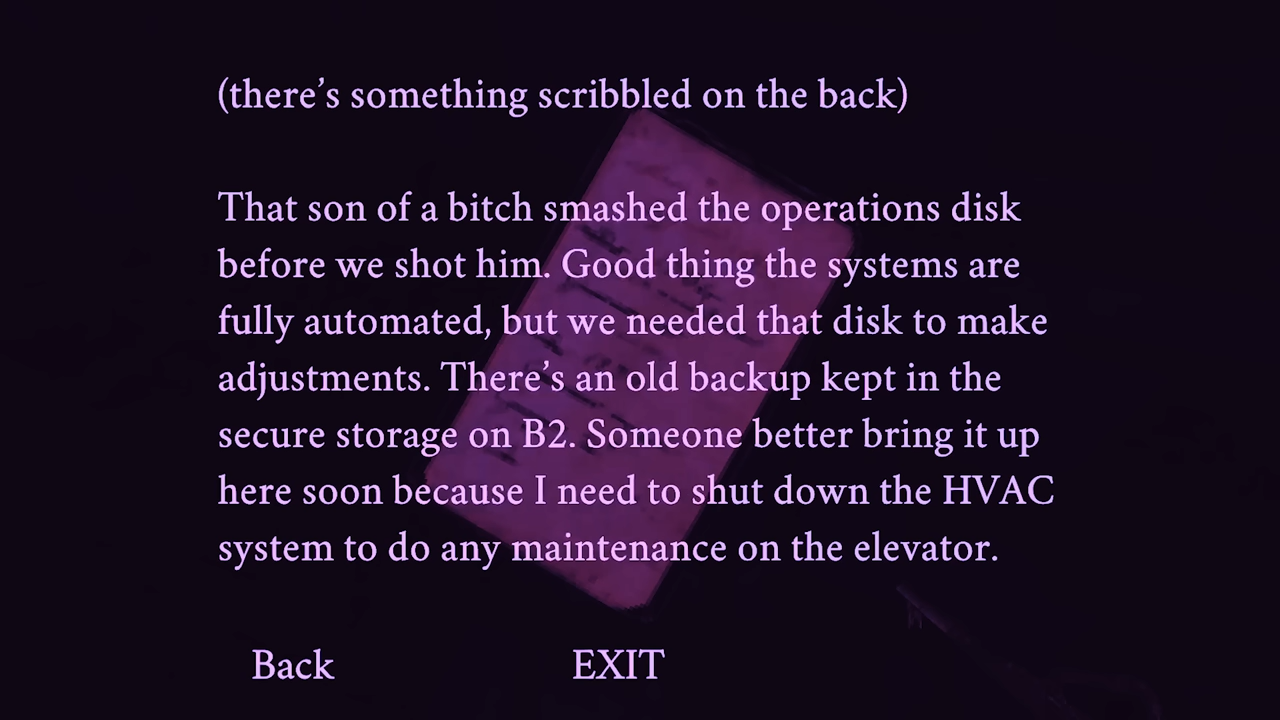 (there’s something scribbled on the back)
That son of a bitch smashed the operations disk
before we shot him. Good thing the systems are
fully automated, but we needed that disk to make
adjustments. There’s an old backup kept in the
secure storage on B2. Someone better bring it up
here soon because I need to shut down the HVAC
system to do any maintenance on the elevator.
Back
EXIT